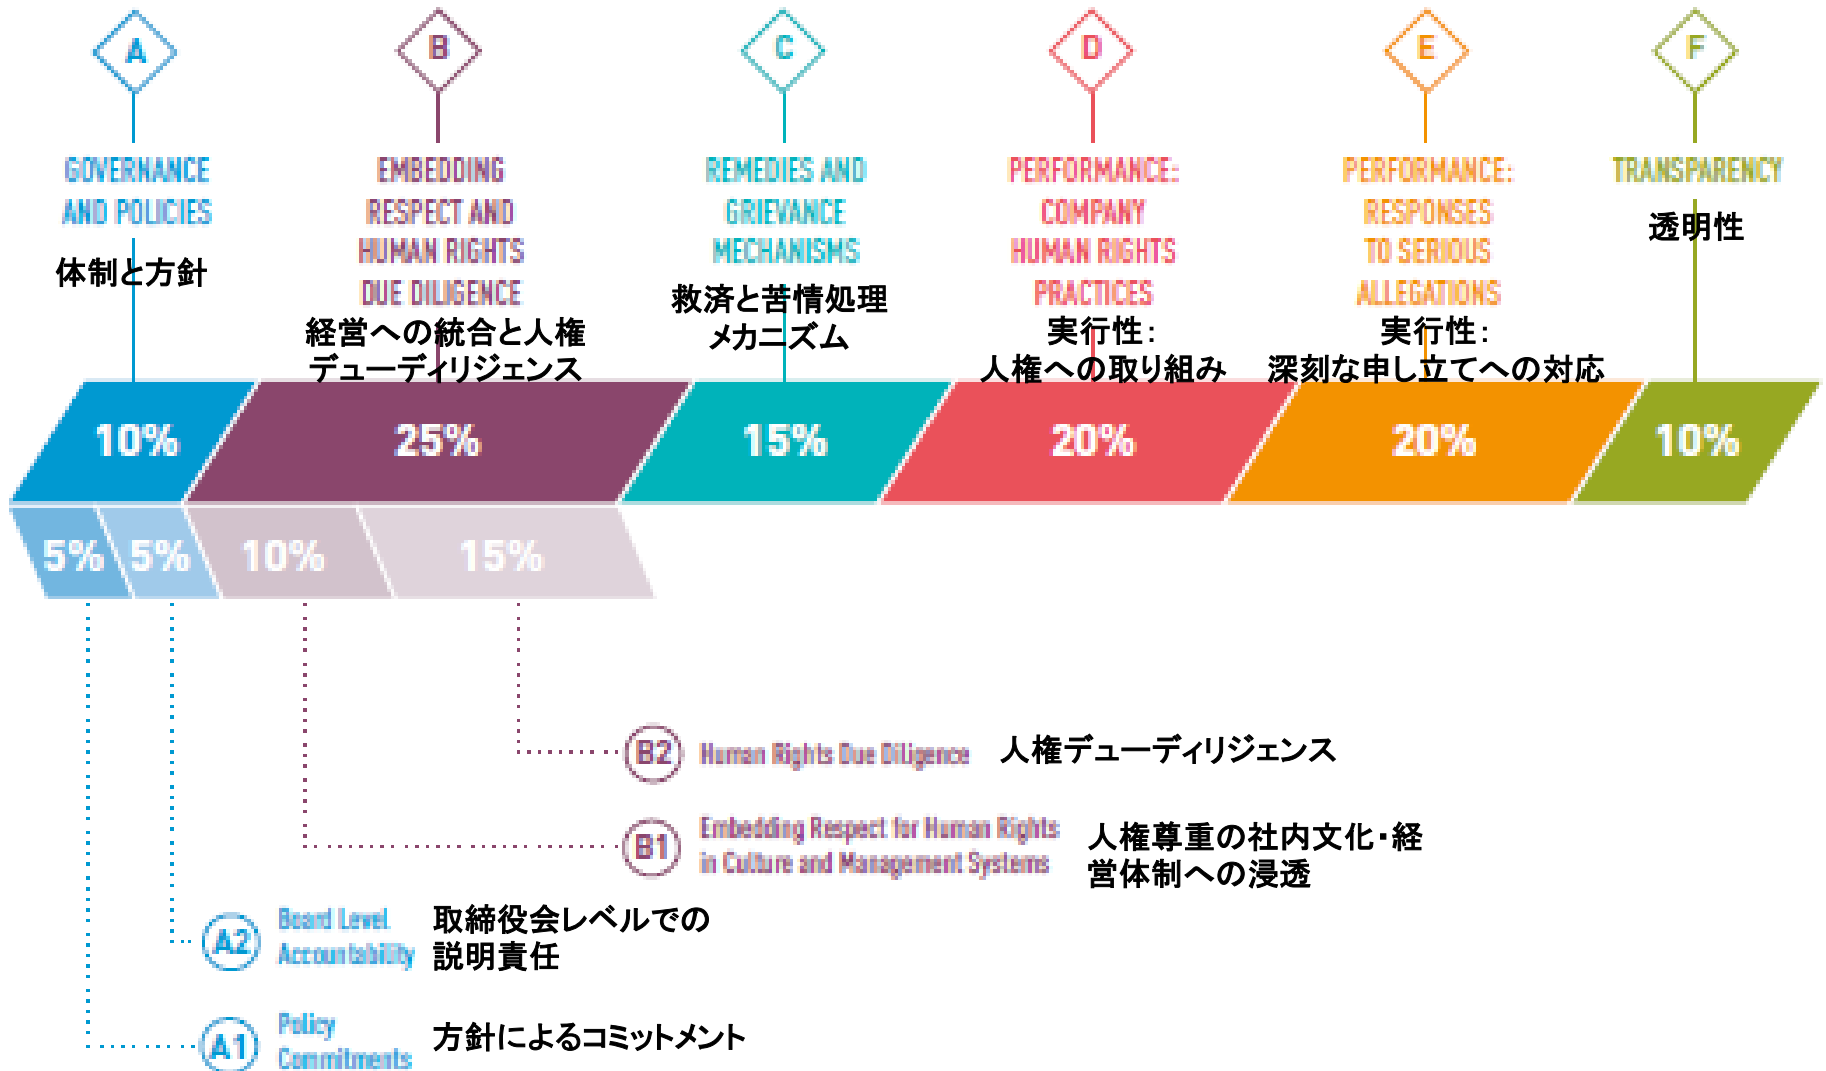 A
GOVERNANCE
AND POLICIES
体制と方針
B
EMBEDDING
RESPECT AND
HUMAN RIGHTS
DUE DILIGENCE
経営への統合と人権
デューディリジェンス
C
REMEDIES AND
GRIEVANCE
MECHANISMS
救済と苦情処理
メカニズム
D
PERFORMANCE:
COMPANY
HUMAN RIGHTS
PRACTICES
実行性：
人権への取り組み
E
PERFORMANCE:
RESPONSES
TO SERIOUS
ALLEGATIONS
実行性：
深刻な申し立てへの対応
F
TRANSPARENCY
透明性
10%
25%
15%
20%
20%
10%
5%
5%
10%
15%
B2 Human Rights Due Diligence 人権デューディリジェンス
B1
Embedding Respect for Human Rights
in Culture and Management Systems
人権尊重の社内文化・経
営体制への浸透
A2
Board Level
Accountability
取締役会レベルでの
説明責任
A1
Policy
Commitments
方針によるコミットメント